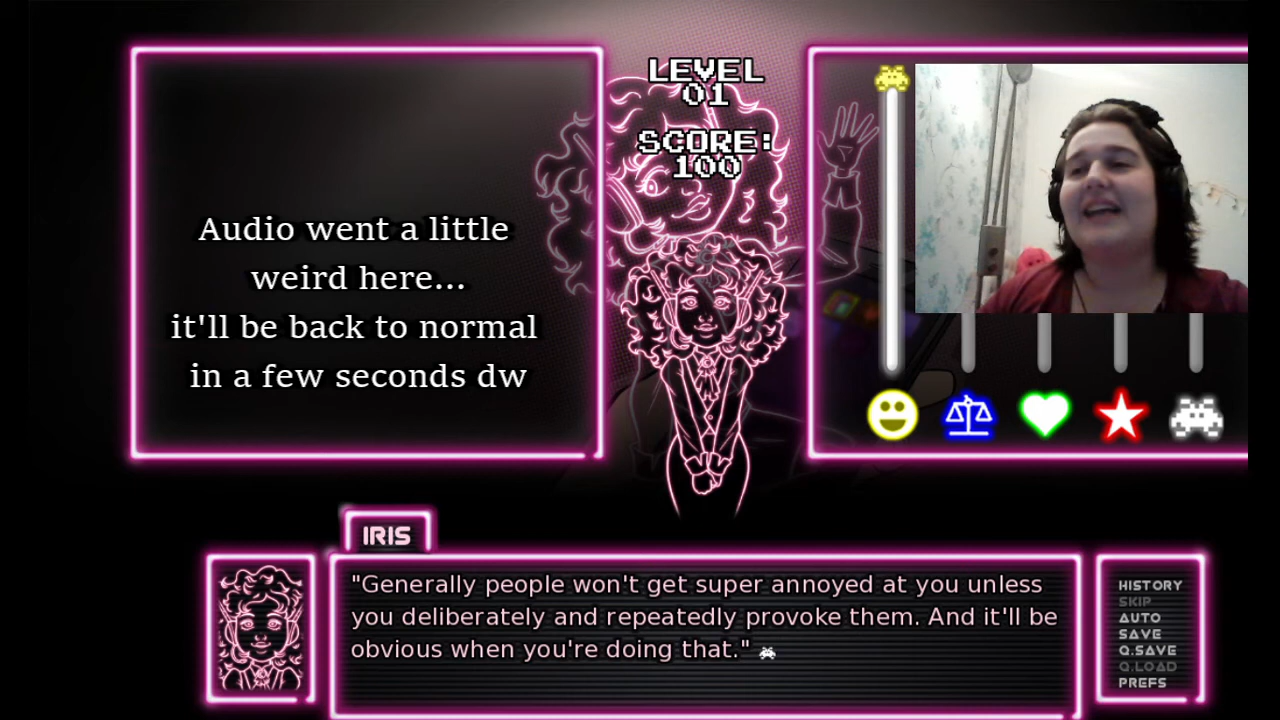 LEVEL
01
SCORE:
100
Audio went a little
weird here...
it'll be back to normal
in a few seconds dw
IRIS
"Generally people won't get super annoyed at you unless
you deliberately and repeatedly provoke them. And it'll be
obvious when you're doing that."
HISTORY
SKIP
AUTO
SAVE
Q.SAVE
Q.LOAD
PREFS